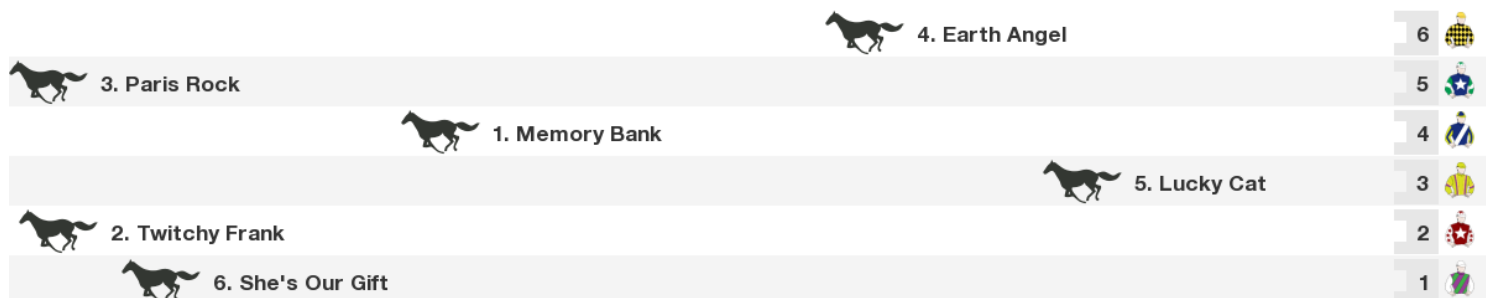 4. Earth Angel 6
3. Paris Rock 5
1. Memory Bank 4
5. Lucky Cat 3
2. Twitchy Frank 2
6. She's Our Gift 1